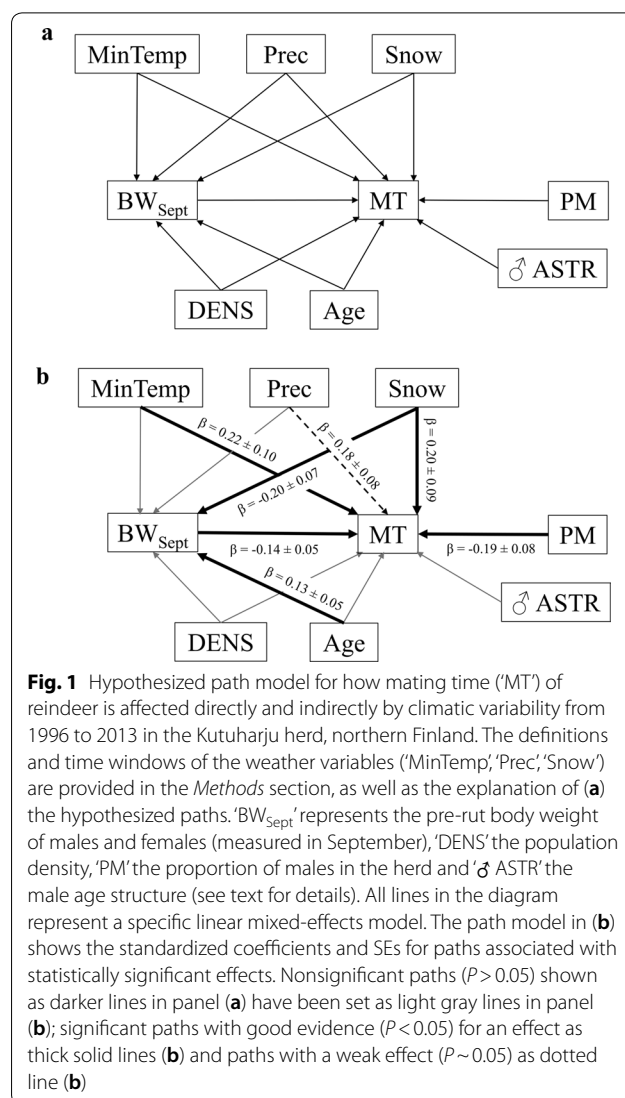 a
MinTemp
Prec
Snow
BW_Sept
MT
PM
♂ ASTR
DENS
Age
b
MinTemp
Prec
Snow
β = 0.22 ± 0.10
β = 0.18 ± 0.08
β = 0.20 ± 0.09
β = -0.20 ± 0.07
BW_Sept
MT
PM
β = -0.14 ± 0.05
β = -0.19 ± 0.08
β = 0.13 ± 0.05
♂ ASTR
DENS
Age
Fig. 1 Hypothesized path model for how mating time (‘MT’) of
reindeer is affected directly and indirectly by climatic variability from
1996 to 2013 in the Kutuharju herd, northern Finland. The definitions
and time windows of the weather variables (‘MinTemp’, ‘Prec’, ‘Snow’)
are provided in the Methods section, as well as the explanation of (a)
the hypothesized paths. ‘BW_Sept’ represents the pre-rut body weight
of males and females (measured in September), ‘DENS’ the population
density, ‘PM’ the proportion of males in the herd and ‘♂ ASTR’ the
male age structure (see text for details). All lines in the diagram
represent a specific linear mixed-effects model. The path model in (b)
shows the standardized coefficients and SEs for paths associated with
statistically significant effects. Nonsignificant paths (P > 0.05) shown
as darker lines in panel (a) have been set as light gray lines in panel
(b); significant paths with good evidence (P < 0.05) for an effect as
thick solid lines (b) and paths with a weak effect (P ~ 0.05) as dotted
line (b)